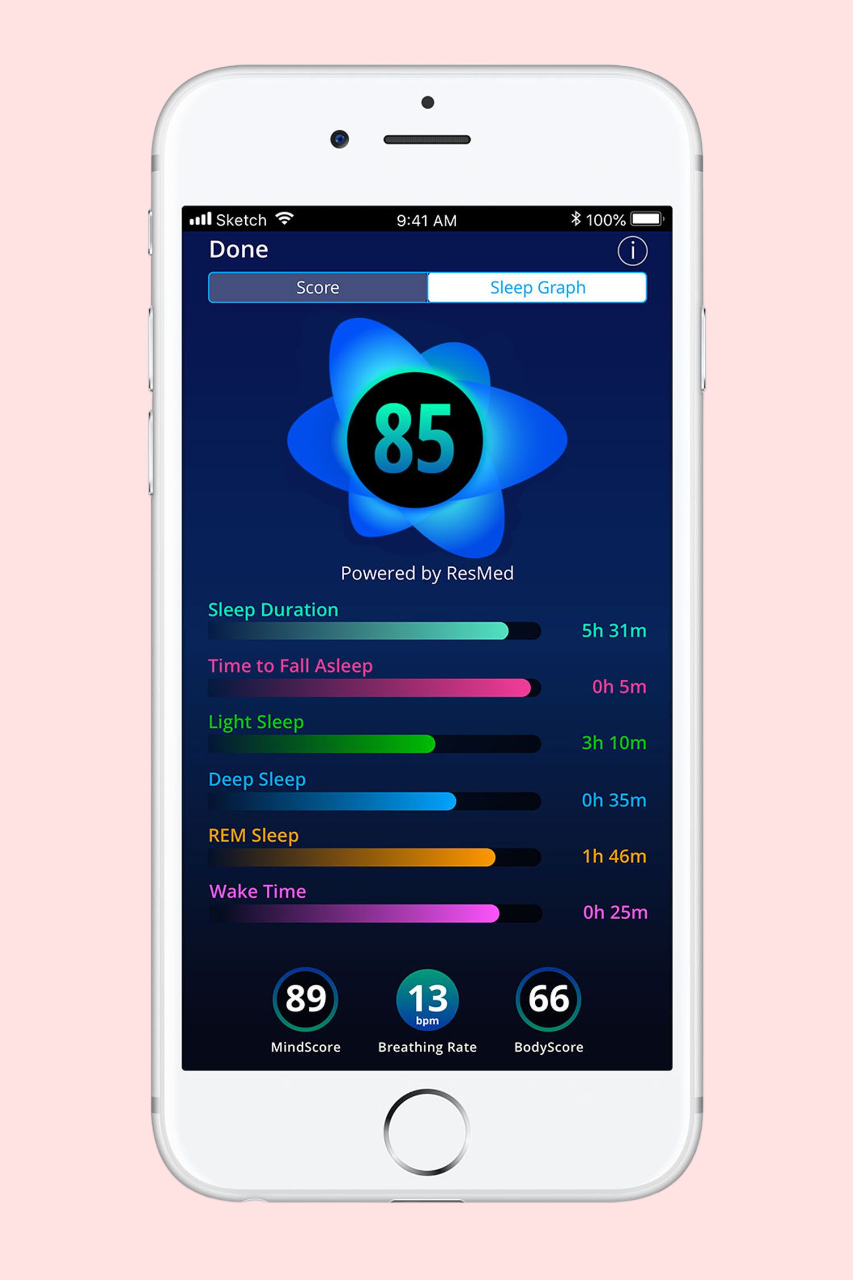 Sketch 9:41 AM 100%
Done i
Score Sleep Graph
85
Powered by ResMed
Sleep Duration
5h 31m
Time to Fall Asleep
0h 5m
Light Sleep
3h 10m
Deep Sleep
0h 35m
REM Sleep
1h 46m
Wake Time
0h 25m
89 13 66
bpm
MindScore Breathing Rate BodyScore